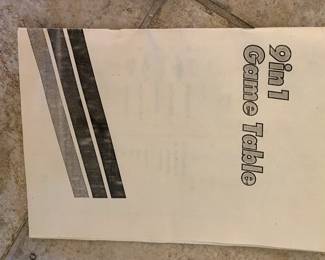 9 in 1
Game Table